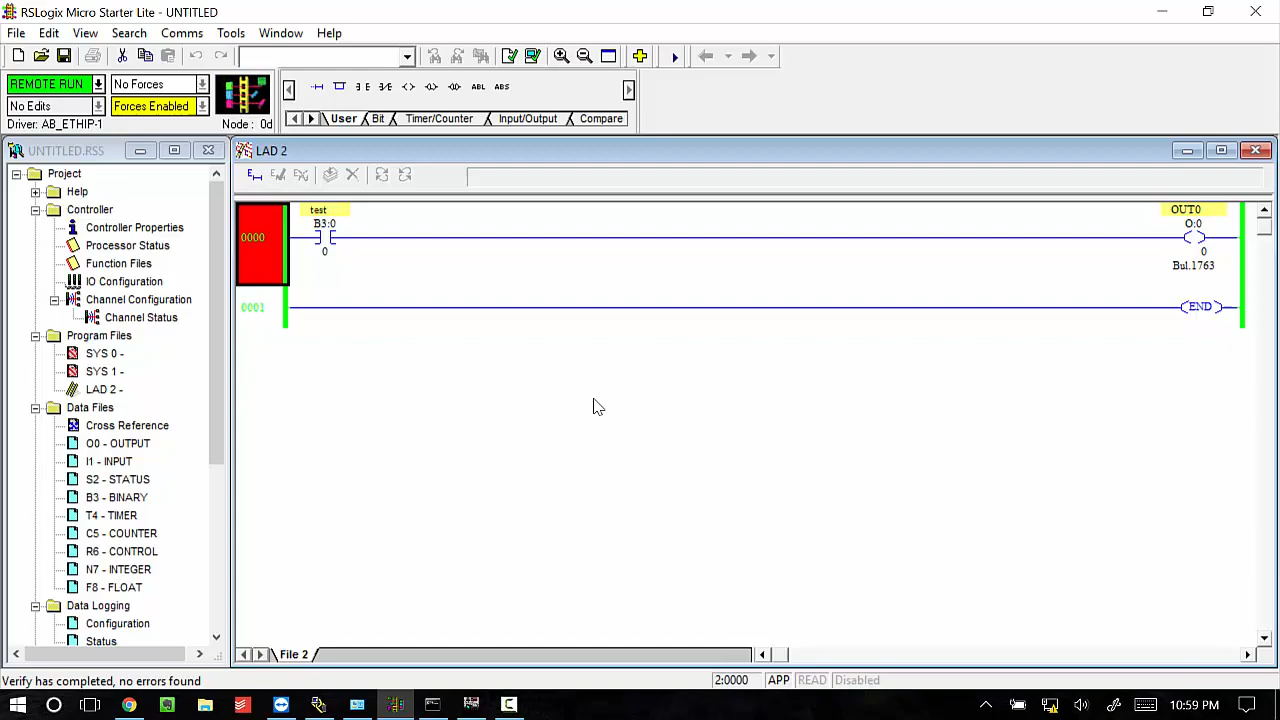 RSLogix Micro Starter Lite - UNTITLED
File Edit View Search Comms Tools Window Help
REMOTE RUN No Forces
No Edits Forces Enabled
Driver: AB_ETHIP-1 Node : 0d
ABL ABS
User Bit Timer/Counter Input/Output Compare
UNTITLED.RSS
Project
Help
Controller
Controller Properties
Processor Status
Function Files
IO Configuration
Channel Configuration
Channel Status
Program Files
SYS 0 -
SYS 1 -
LAD 2 -
Data Files
Cross Reference
O0 - OUTPUT
I1 - INPUT
S2 - STATUS
B3 - BINARY
T4 - TIMER
C5 - COUNTER
R6 - CONTROL
N7 - INTEGER
F8 - FLOAT
Data Logging
Configuration
Status
LAD 2
test OUT0
B3:0 O:0
0000
0 0
Bul.1763
0001 END
File 2
Verify has completed, no errors found 2:0000 APP READ Disabled
10:59 PM